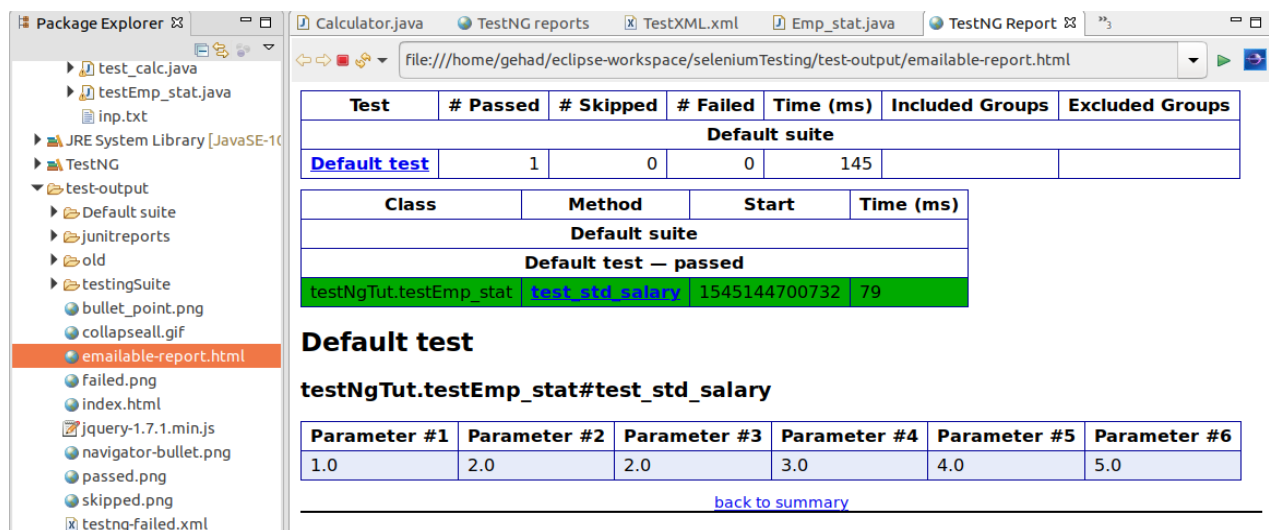 Package Explorer
test_calc.java
testEmp_stat.java
inp.txt
JRE System Library [JavaSE-10
TestNG
test-output
Default suite
junitreports
old
testingSuite
bullet_point.png
collapseall.gif
emailable-report.html
failed.png
index.html
jquery-1.7.1.min.js
navigator-bullet.png
passed.png
skipped.png
testng-failed.xml
Calculator.java TestNG reports TestXML.xml Emp_stat.java TestNG Report »3
file:///home/gehad/eclipse-workspace/seleniumTesting/test-output/emailable-report.html
Test # Passed # Skipped # Failed Time (ms) Included Groups Excluded Groups
Default suite
Default test 1 0 0 145
Class Method Start Time (ms)
Default suite
Default test — passed
testNgTut.testEmp_stat test_std_salary 1545144700732 79
Default test
testNgTut.testEmp_stat#test_std_salary
Parameter #1 Parameter #2 Parameter #3 Parameter #4 Parameter #5 Parameter #6
1.0 2.0 2.0 3.0 4.0 5.0
back to summary